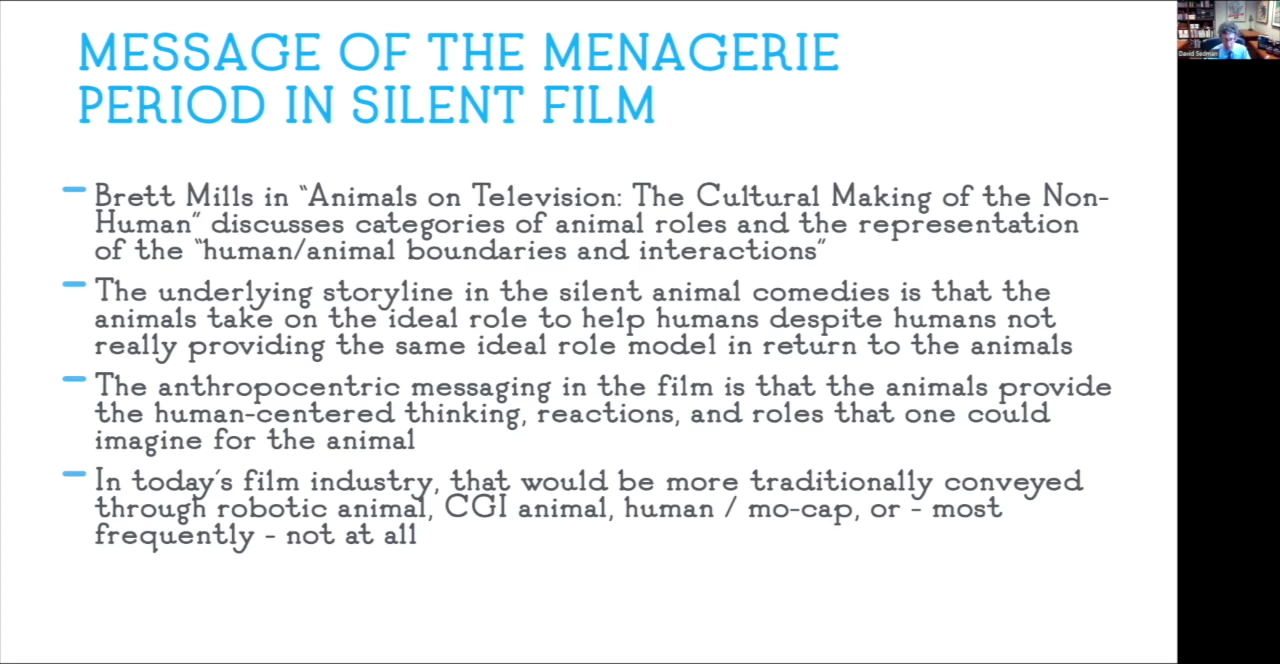 MESSAGE OF THE MENAGERIE
PERIOD IN SILENT FILM
Brett Mills in “Animals on Television: The Cultural Making of the Non-
Human” discusses categories of animal roles and the representation
of the “human/animal boundaries and interactions”
The underlying storyline in the silent animal comedies is that the
animals take on the ideal role to help humans despite humans not
really providing the same ideal role model in return to the animals
The anthropocentric messaging in the film is that the animals provide
the human-centered thinking, reactions, and roles that one could
imagine for the animal
In today’s film industry, that would be more traditionally conveyed
through robotic animal, CGI animal, human / mo-cap, or - most
frequently - not at all
David Sedman